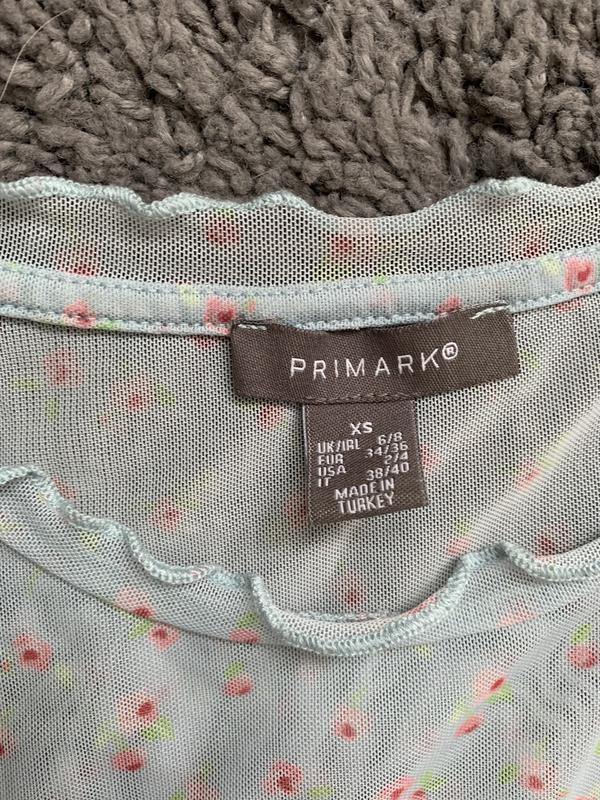 PRIMARK®
XS
UK/IRL 6/8
EUR 34/36
USA 2/4
IT 38/40
MADE IN
TURKEY